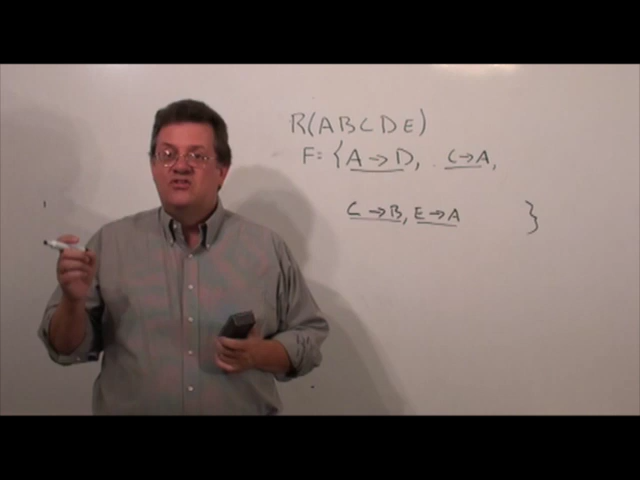 R(ABCDE)
F={A→D, C→A,
C→B, E→A }